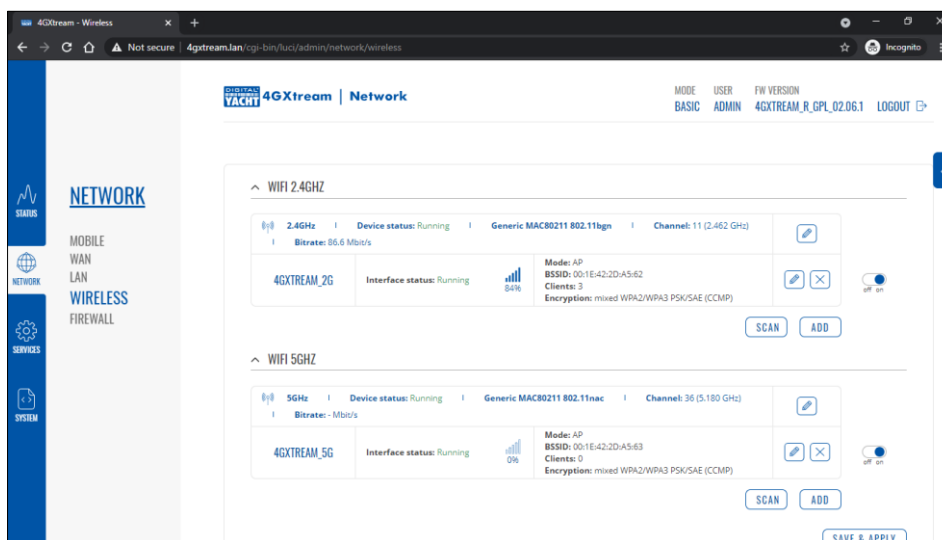 4GXtream - Wireless
Not secure | 4gxtream.lan/cgi-bin/luci/admin/network/wireless
Incognito
DIGITAL YACHT 4GXtream | Network
MODE USER FW VERSION
BASIC ADMIN 4GXTREAM_R_GPL_02.06.1 LOGOUT
STATUS
NETWORK
SERVICES
SYSTEM
NETWORK
MOBILE
WAN
LAN
WIRELESS
FIREWALL
WIFI 2.4GHZ
2.4GHz | Device status: Running | Generic MAC80211 802.11bgn | Channel: 11 (2.462 GHz)
| Bitrate: 86.6 Mbit/s
4GXTREAM_2G
Interface status: Running
84%
Mode: AP
BSSID: 00:1E:42:2D:A5:62
Clients: 3
Encryption: mixed WPA2/WPA3 PSK/SAE (CCMP)
off on
SCAN ADD
WIFI 5GHZ
5GHz | Device status: Running | Generic MAC80211 802.11nac | Channel: 36 (5.180 GHz)
| Bitrate: - Mbit/s
4GXTREAM_5G
Interface status: Running
0%
Mode: AP
BSSID: 00:1E:42:2D:A5:63
Clients: 0
Encryption: mixed WPA2/WPA3 PSK/SAE (CCMP)
off on
SCAN ADD
SAVE & APPLY